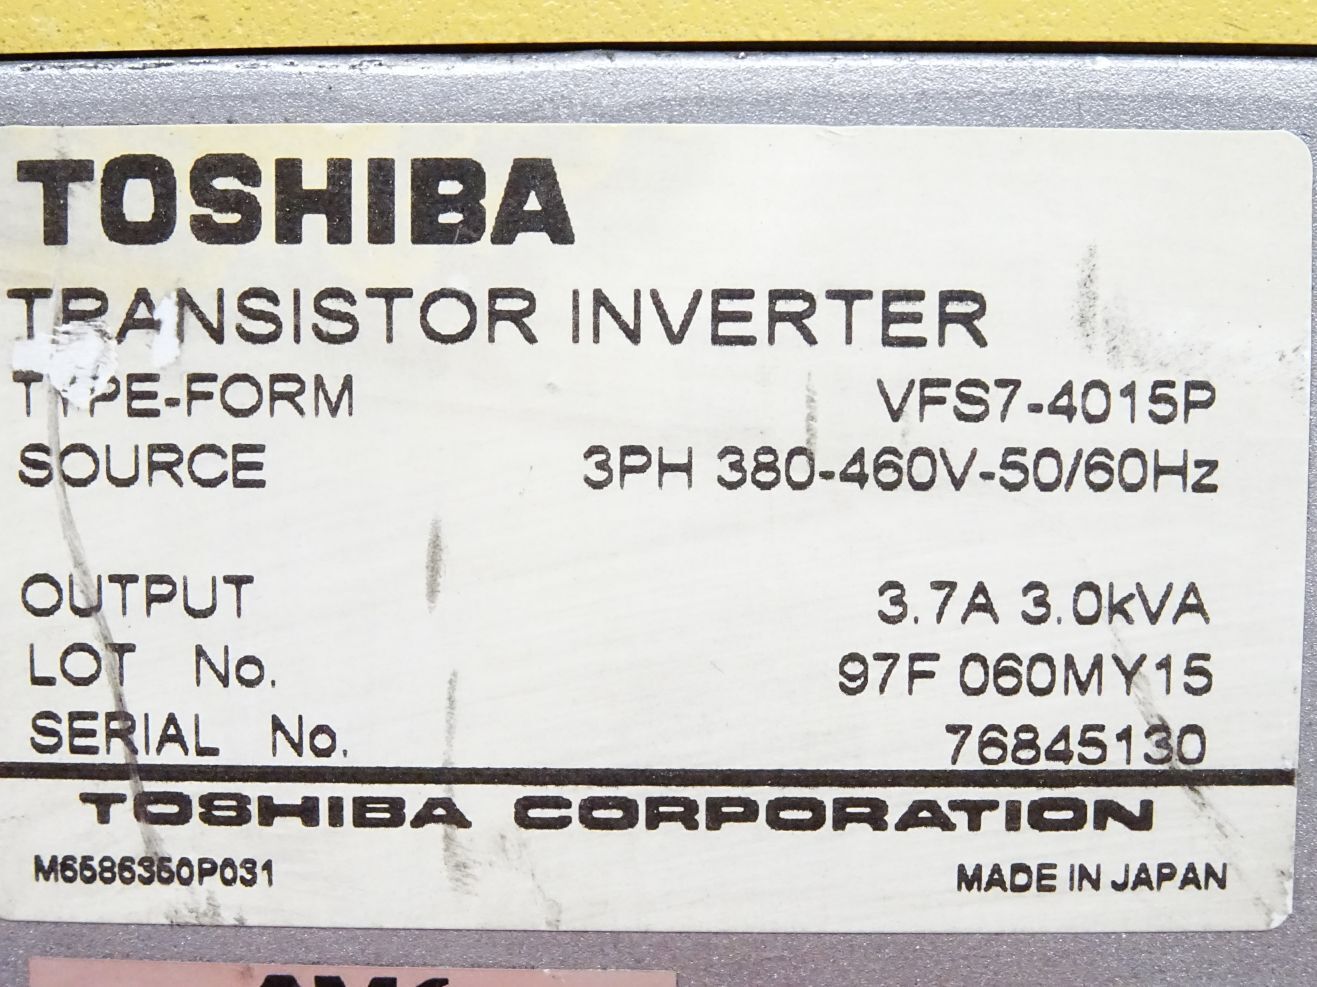 TOSHIBA
TRANSISTOR INVERTER
TYPE-FORM VFS7-4015P
SOURCE 3PH 380-460V-50/60Hz
OUTPUT 3.7A 3.0kVA
LOT No. 97F 060MY15
SERIAL No. 76845130
TOSHIBA CORPORATION
M6586350P031 MADE IN JAPAN